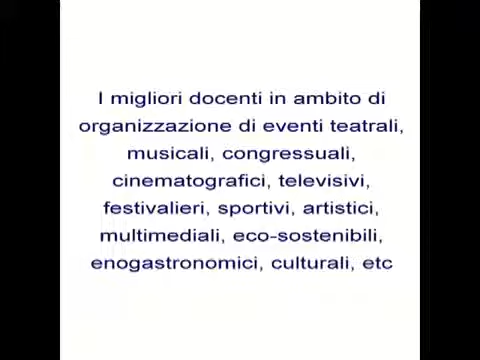 I migliori docenti in ambito di
organizzazione di eventi teatrali,
musicali, congressuali,
cinematografici, televisivi,
festivalieri, sportivi, artistici,
multimediali, eco-sostenibili,
enogastronomici, culturali, etc